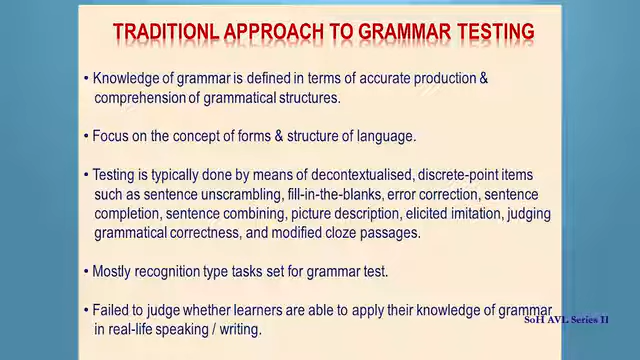 TRADITIONL APPROACH TO GRAMMAR TESTING
• Knowledge of grammar is defined in terms of accurate production &
comprehension of grammatical structures.
• Focus on the concept of forms & structure of language.
• Testing is typically done by means of decontextualised, discrete-point items
such as sentence unscrambling, fill-in-the-blanks, error correction, sentence
completion, sentence combining, picture description, elicited imitation, judging
grammatical correctness, and modified cloze passages.
• Mostly recognition type tasks set for grammar test.
• Failed to judge whether learners are able to apply their knowledge of grammar
in real-life speaking / writing.
SoH AVL Series II